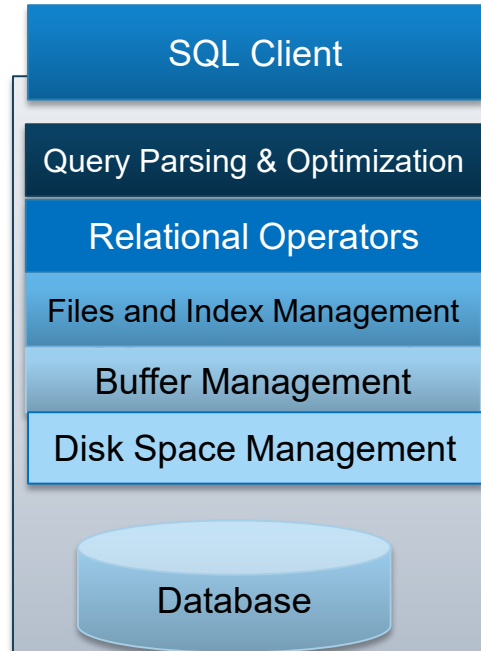 SQL Client
Query Parsing & Optimization
Relational Operators
Files and Index Management
Buffer Management
Disk Space Management
Database